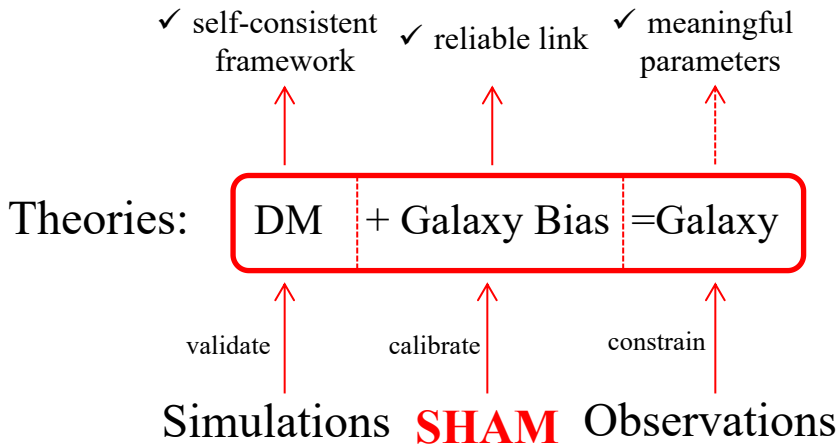 ✓ self-consistent framework
✓ reliable link
✓ meaningful parameters
Theories: DM + Galaxy Bias =Galaxy
validate
calibrate
constrain
Simulations SHAM Observations